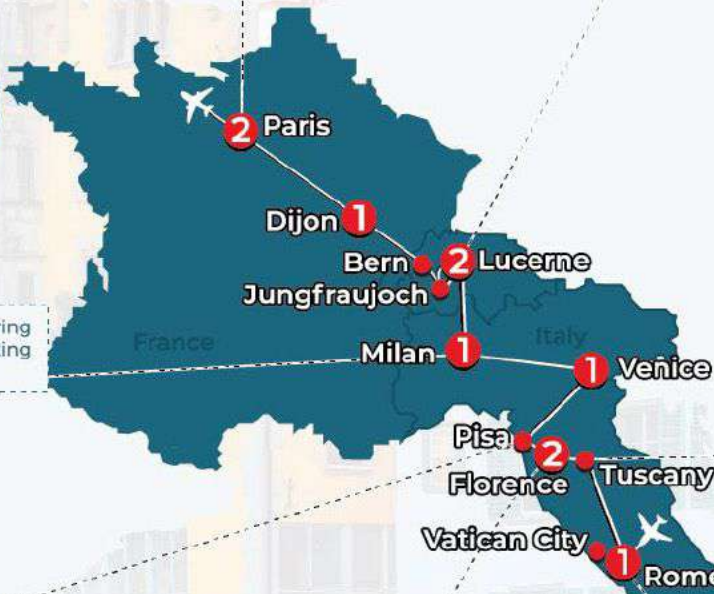 2 Paris
Dijon 1
Bern
2 Lucerne
Jungfraujoch
France
Italy
Milan 1
1 Venice
Pisa
2
Florence
Tuscany
Vatican City
1 Rome